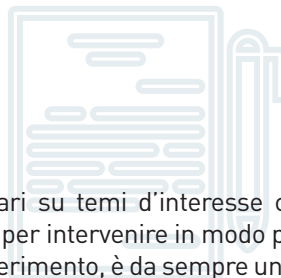 ari su temi d'interesse
per intervenire in modo
erimento, è da sempre un